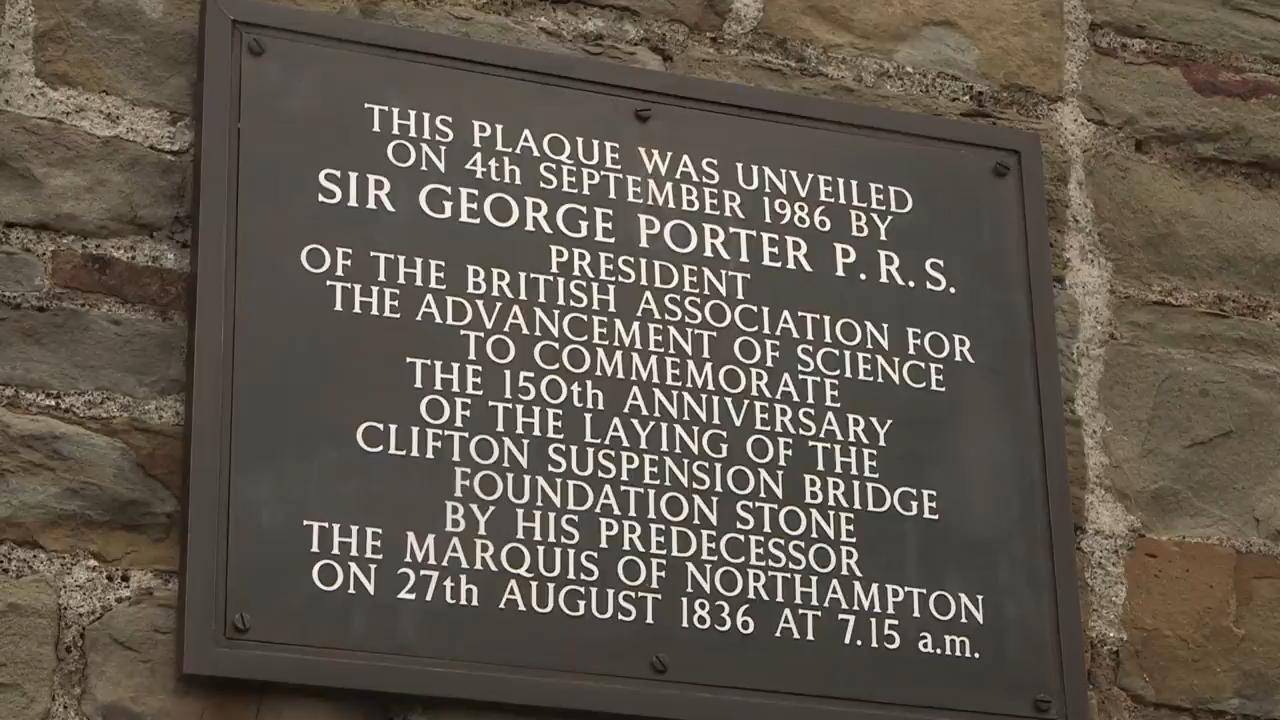 THIS PLAQUE WAS UNVEILED
ON 4th SEPTEMBER 1986 BY
SIR GEORGE PORTER P.R.S.
PRESIDENT
OF THE BRITISH ASSOCIATION FOR
THE ADVANCEMENT OF SCIENCE
TO COMMEMORATE
THE 150th ANNIVERSARY
OF THE LAYING OF THE
CLIFTON SUSPENSION BRIDGE
FOUNDATION STONE
BY HIS PREDECESSOR
THE MARQUIS OF NORTHAMPTON
ON 27th AUGUST 1836 AT 7.15 a.m.